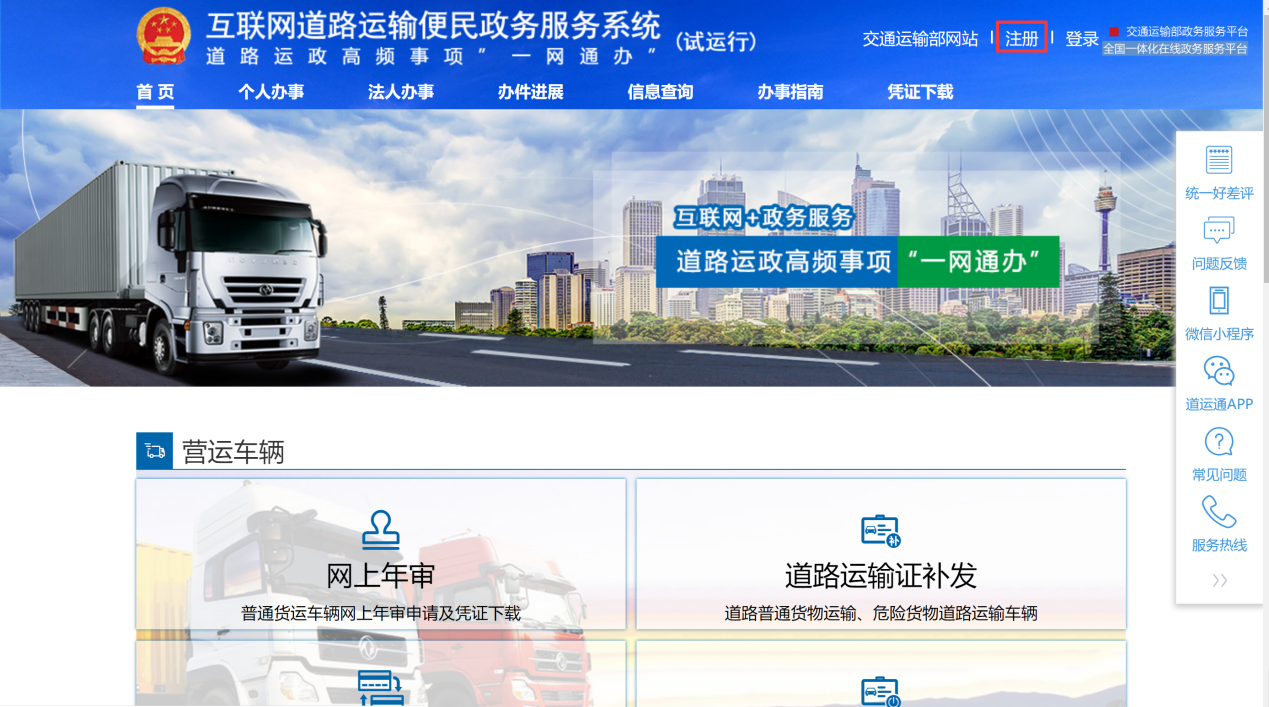 互联网道路运输便民政务服务系统
(试运行)
道路运政高频事项“一网通办”
交通运输部网站
注册
登录
交通运输部政务服务平台
全国一体化在线政务服务平台
首页
个人办事
法人办事
办件进展
信息查询
办事指南
凭证下载
互联网+政务服务
道路运政高频事项“一网通办”
统一好差评
问题反馈
微信小程序
道运通APP
常见问题
服务热线
营运车辆
网上年审
普通货运车辆网上年审申请及凭证下载
补
道路运输证补发
道路普通货物运输、危险货物道路运输车辆